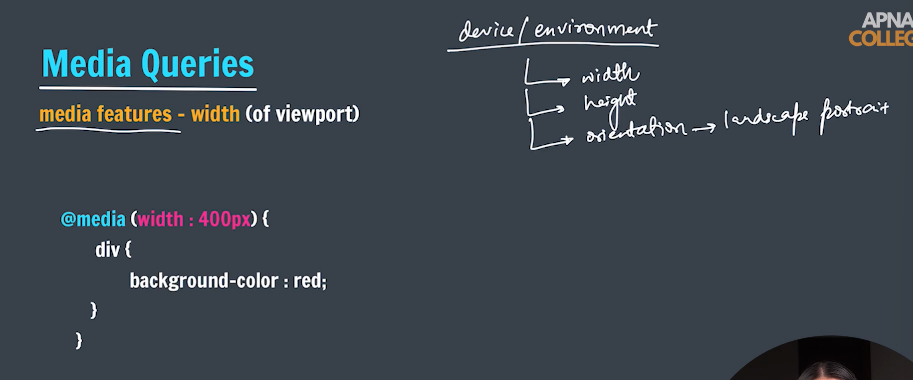 device/environment
APNA
COLLEG
Media Queries
width
media features - width (of viewport)
height
orientation → landscape portrait
@media (width : 400px) {
div {
background-color : red;
}
}